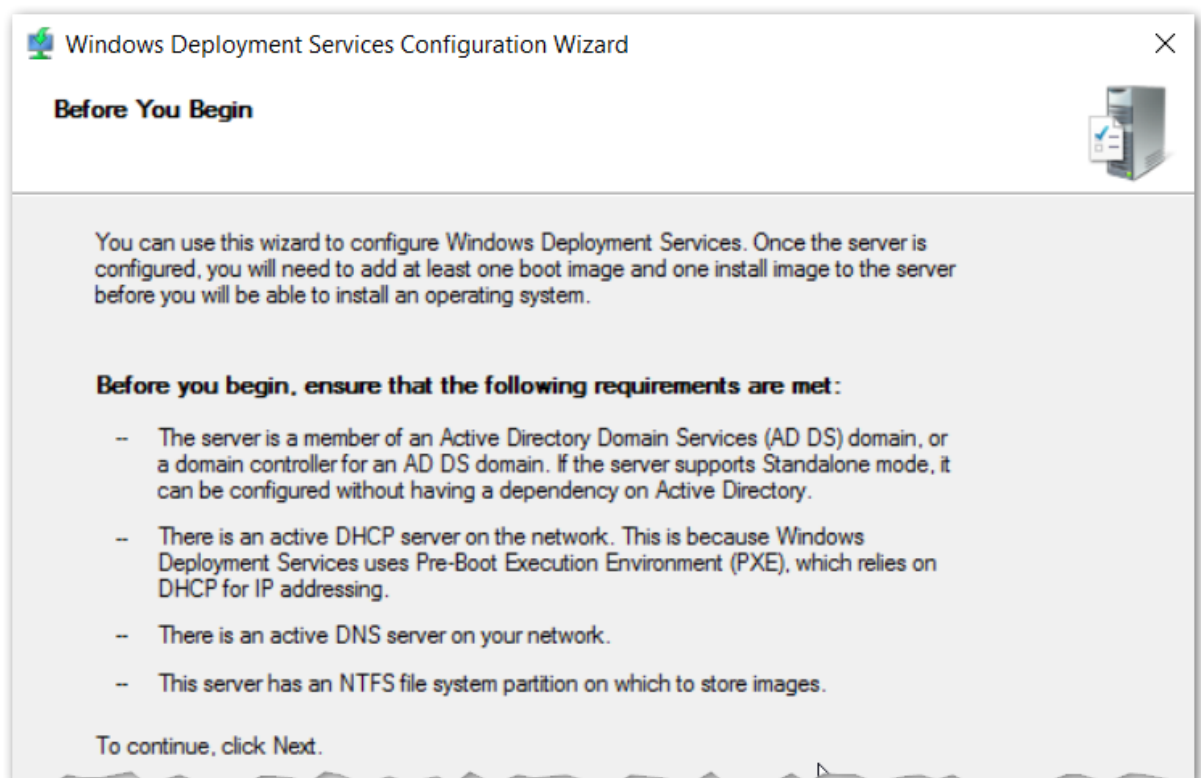 Windows Deployment Services Configuration Wizard
Before You Begin
You can use this wizard to configure Windows Deployment Services. Once the server is
configured, you will need to add at least one boot image and one install image to the server
before you will be able to install an operating system.
Before you begin, ensure that the following requirements are met:
-- The server is a member of an Active Directory Domain Services (AD DS) domain, or
a domain controller for an AD DS domain. If the server supports Standalone mode, it
can be configured without having a dependency on Active Directory.
-- There is an active DHCP server on the network. This is because Windows
Deployment Services uses Pre-Boot Execution Environment (PXE), which relies on
DHCP for IP addressing.
-- There is an active DNS server on your network.
-- This server has an NTFS file system partition on which to store images.
To continue, click Next.